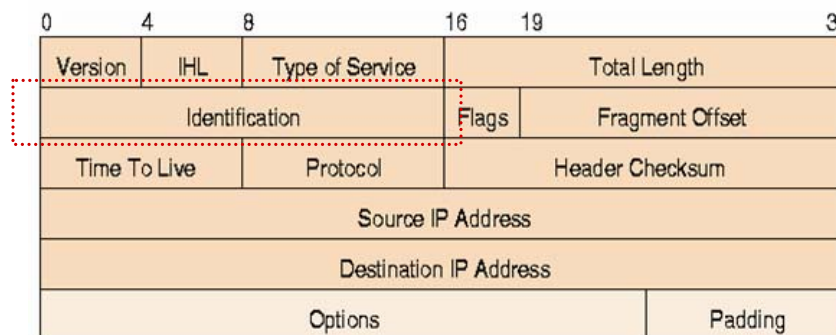 0 4 8 16 19 3
Version IHL Type of Service Total Length
Identification Flags Fragment Offset
Time To Live Protocol Header Checksum
Source IP Address
Destination IP Address
Options Padding